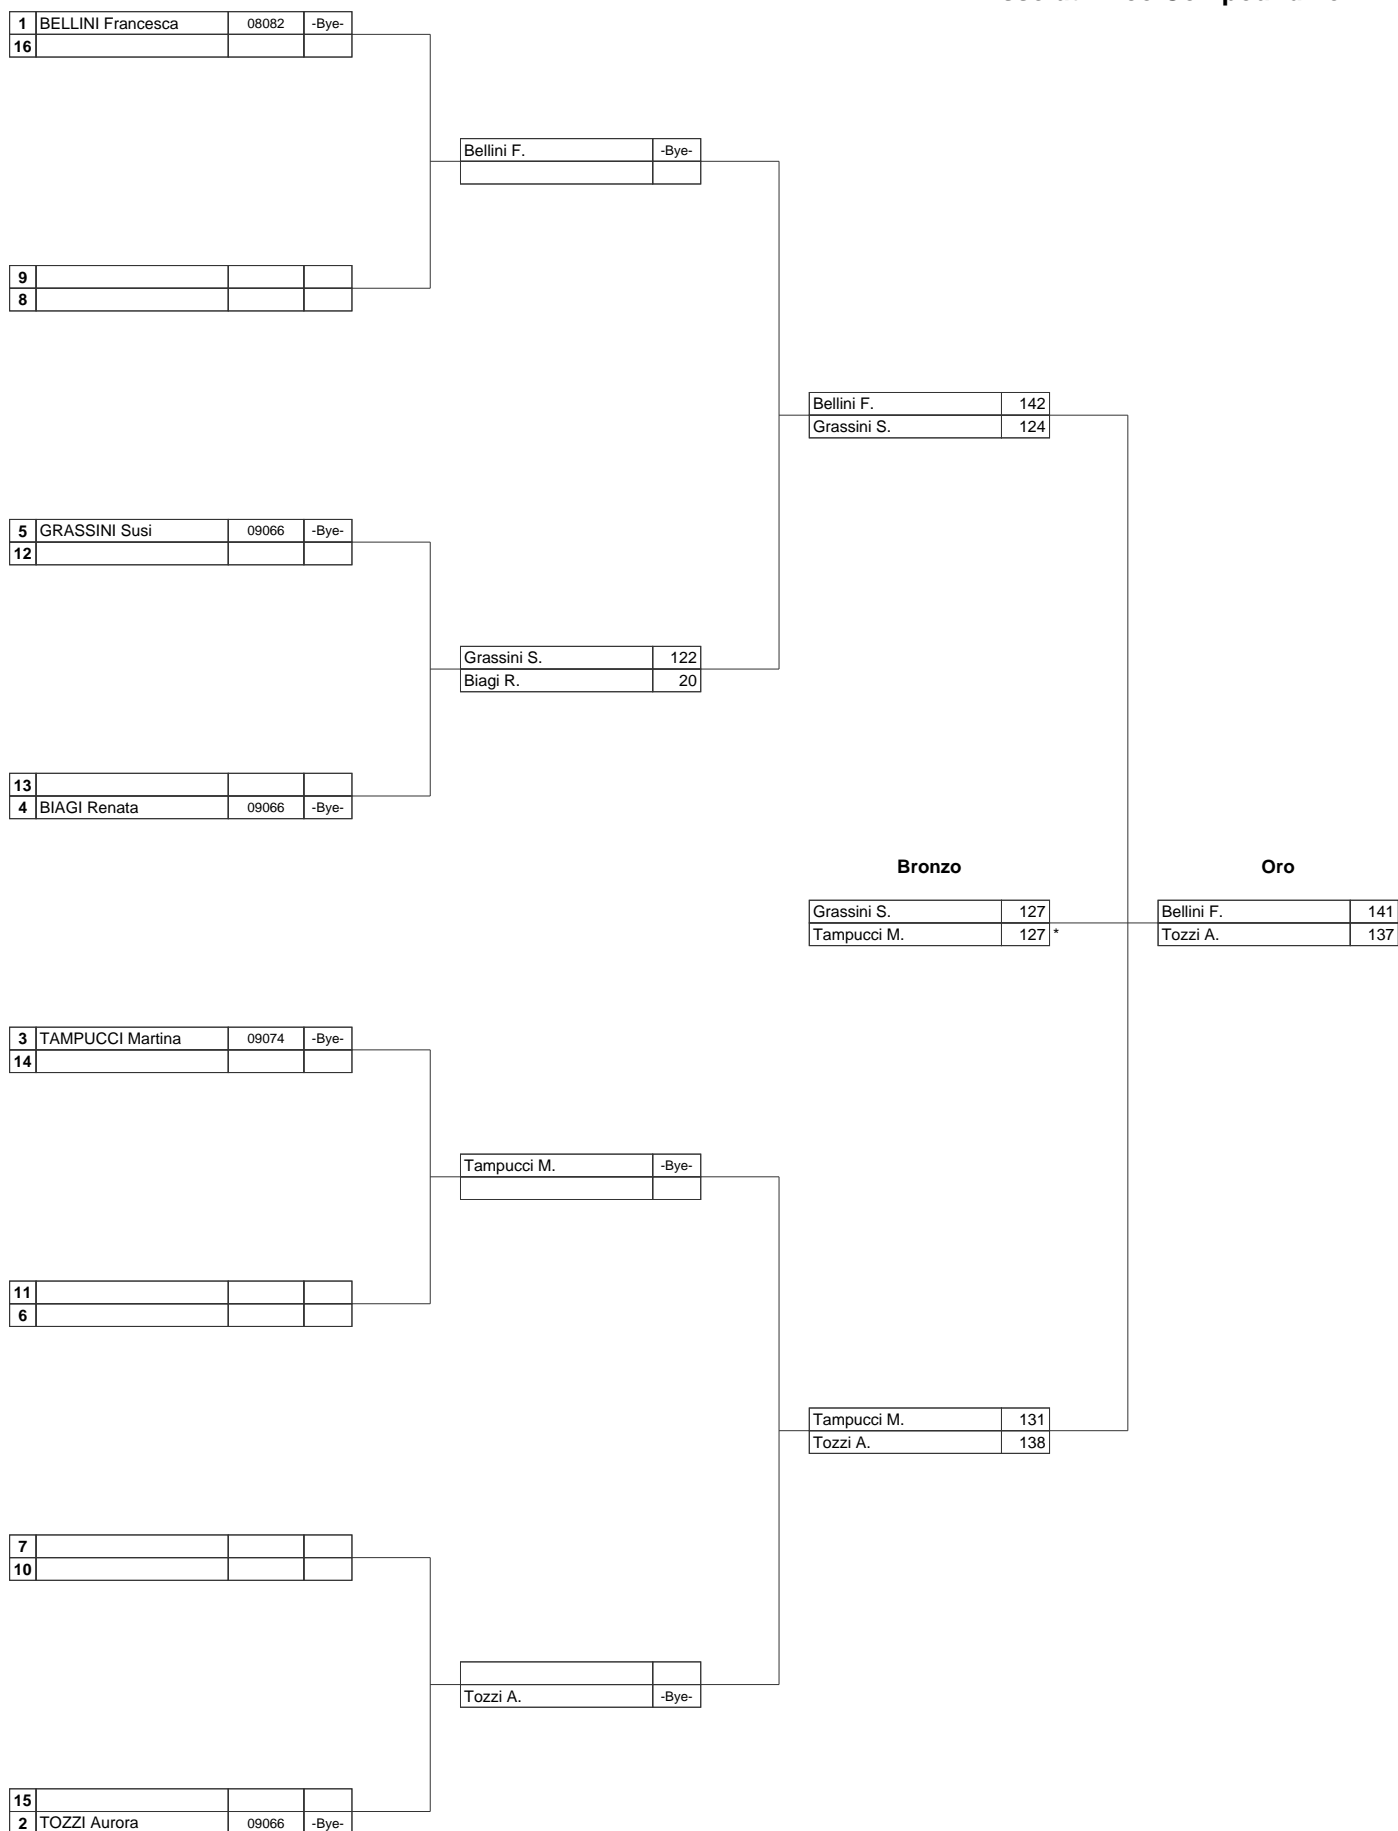 1 BELLINI Francesca 08082 -Bye-
16
Bellini F. -Bye-
9
8
Bellini F. 142
Grassini S. 124
5 GRASSINI Susi 09066 -Bye-
12
Grassini S. 122
Biagi R. 20
13
4 BIAGI Renata 09066 -Bye-
Bronzo Oro
Grassini S. 127 Bellini F. 141
Tampucci M. 127 * Tozzi A. 137
3 TAMPUCCI Martina 09074 -Bye-
14
Tampucci M. -Bye-
11
6
Tampucci M. 131
Tozzi A. 138
7
10
Tozzi A. -Bye-
15
2 TOZZI Aurora 09066 -Bye-